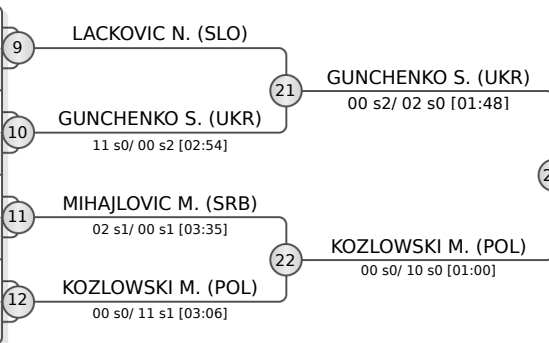 LACKOVIC N. (SLO)
9
21
GUNCHENKO S. (UKR)
00 s2/ 02 s0 [01:48]
GUNCHENKO S. (UKR)
10
11 s0/ 00 s2 [02:54]
2
MIHAJLOVIC M. (SRB)
11
02 s1/ 00 s1 [03:35]
22
KOZLOWSKI M. (POL)
00 s0/ 10 s0 [01:00]
KOZLOWSKI M. (POL)
12
00 s0/ 11 s1 [03:06]